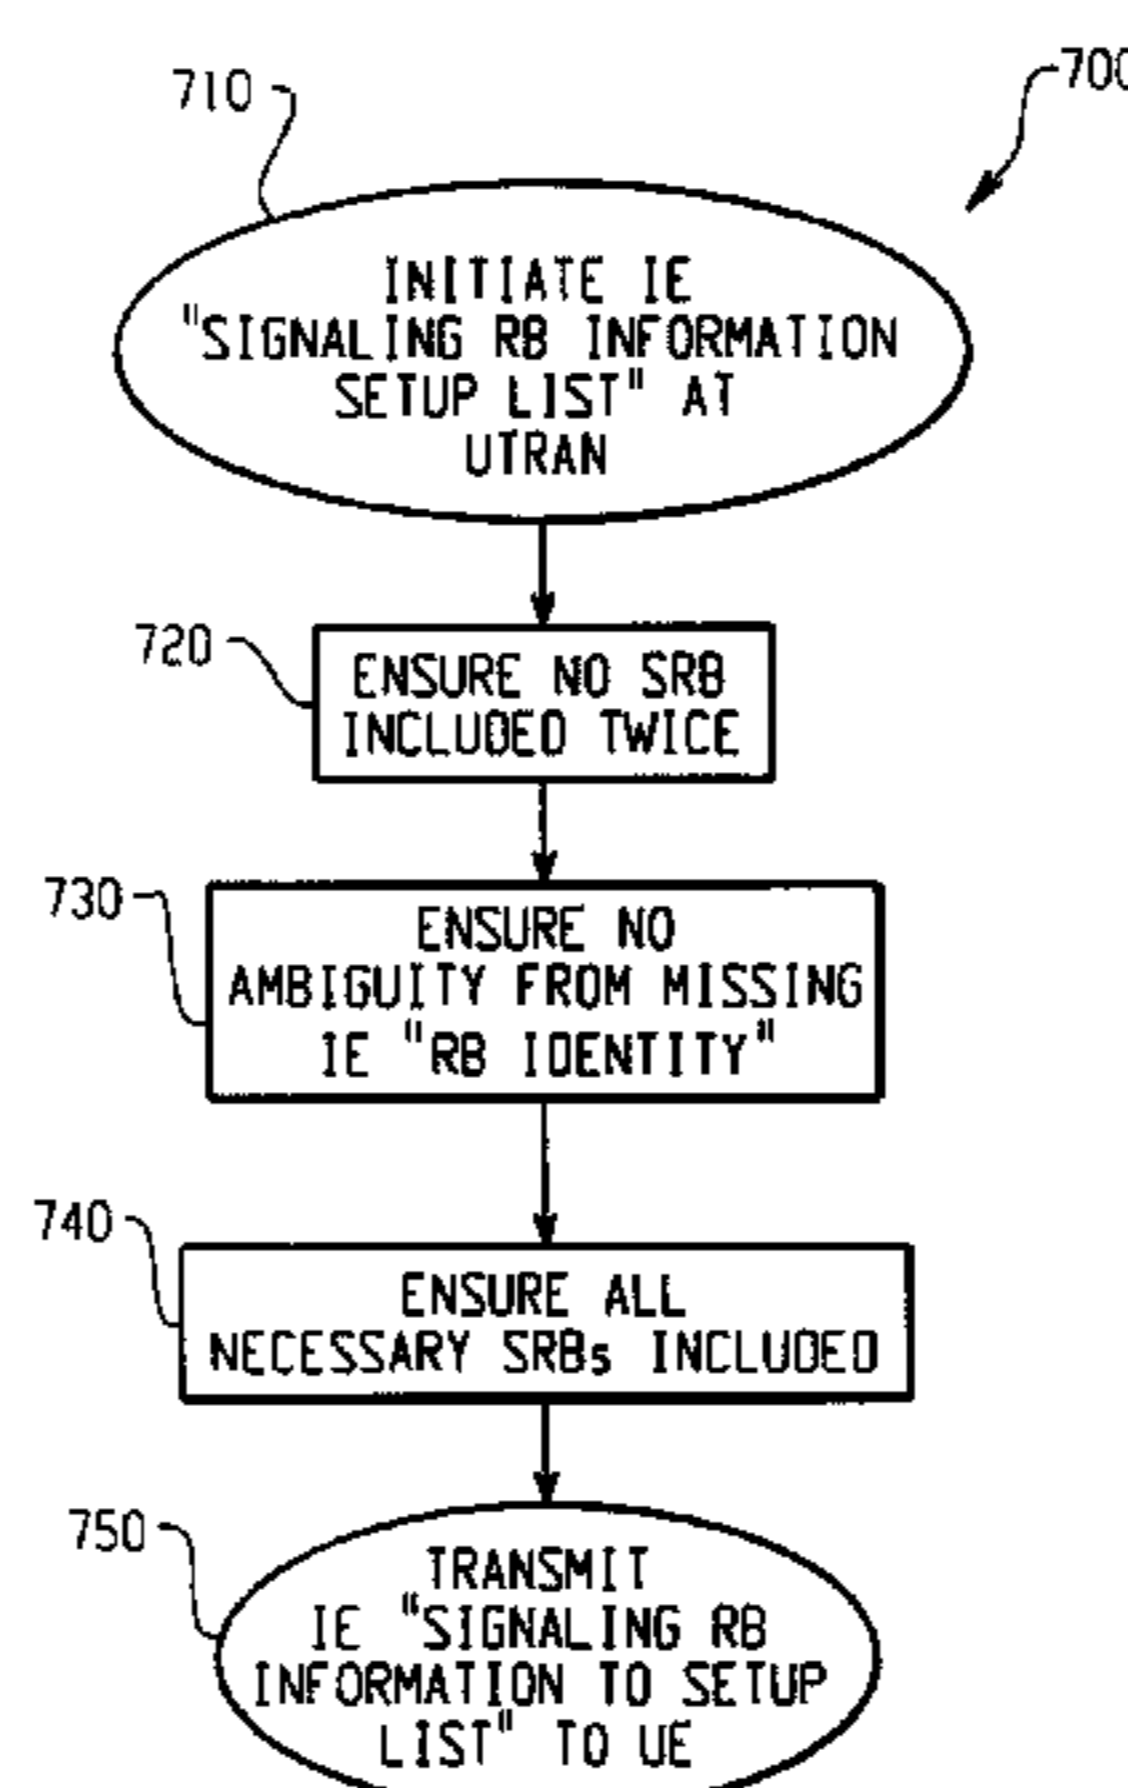 700
710
INITIATE IE
"SIGNALING RB INFORMATION
SETUP LIST" AT
UTRAN
720
ENSURE NO SRB
INCLUDED TWICE
730
ENSURE NO
AMBIGUITY FROM MISSING
IE "RB IDENTITY"
740
ENSURE ALL
NECESSARY SRBs INCLUDED
750
TRANSMIT
IE "SIGNALING RB
INFORMATION TO SETUP
LIST" TO UE